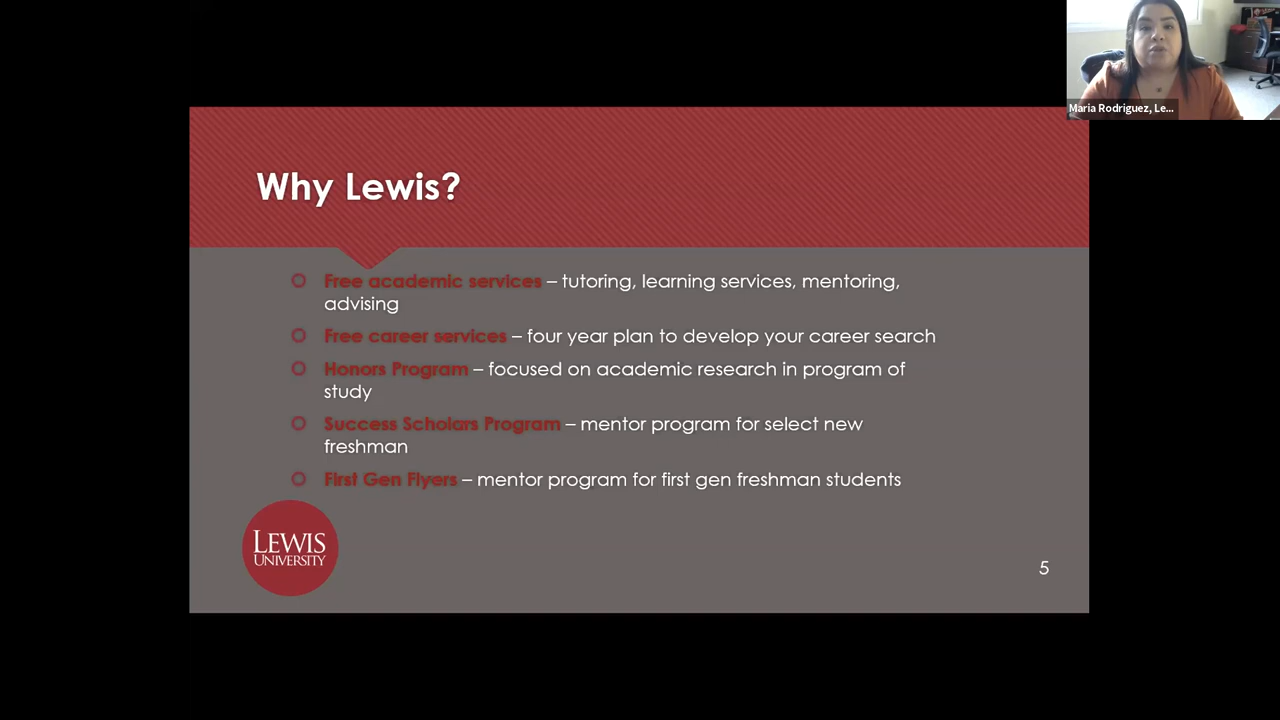 Maria Rodriguez, Le...
Why Lewis?
Free academic services – tutoring, learning services, mentoring,
advising
Free career services – four year plan to develop your career search
Honors Program – focused on academic research in program of
study
Success Scholars Program – mentor program for select new
freshman
First Gen Flyers – mentor program for first gen freshman students
LEWIS
UNIVERSITY
5